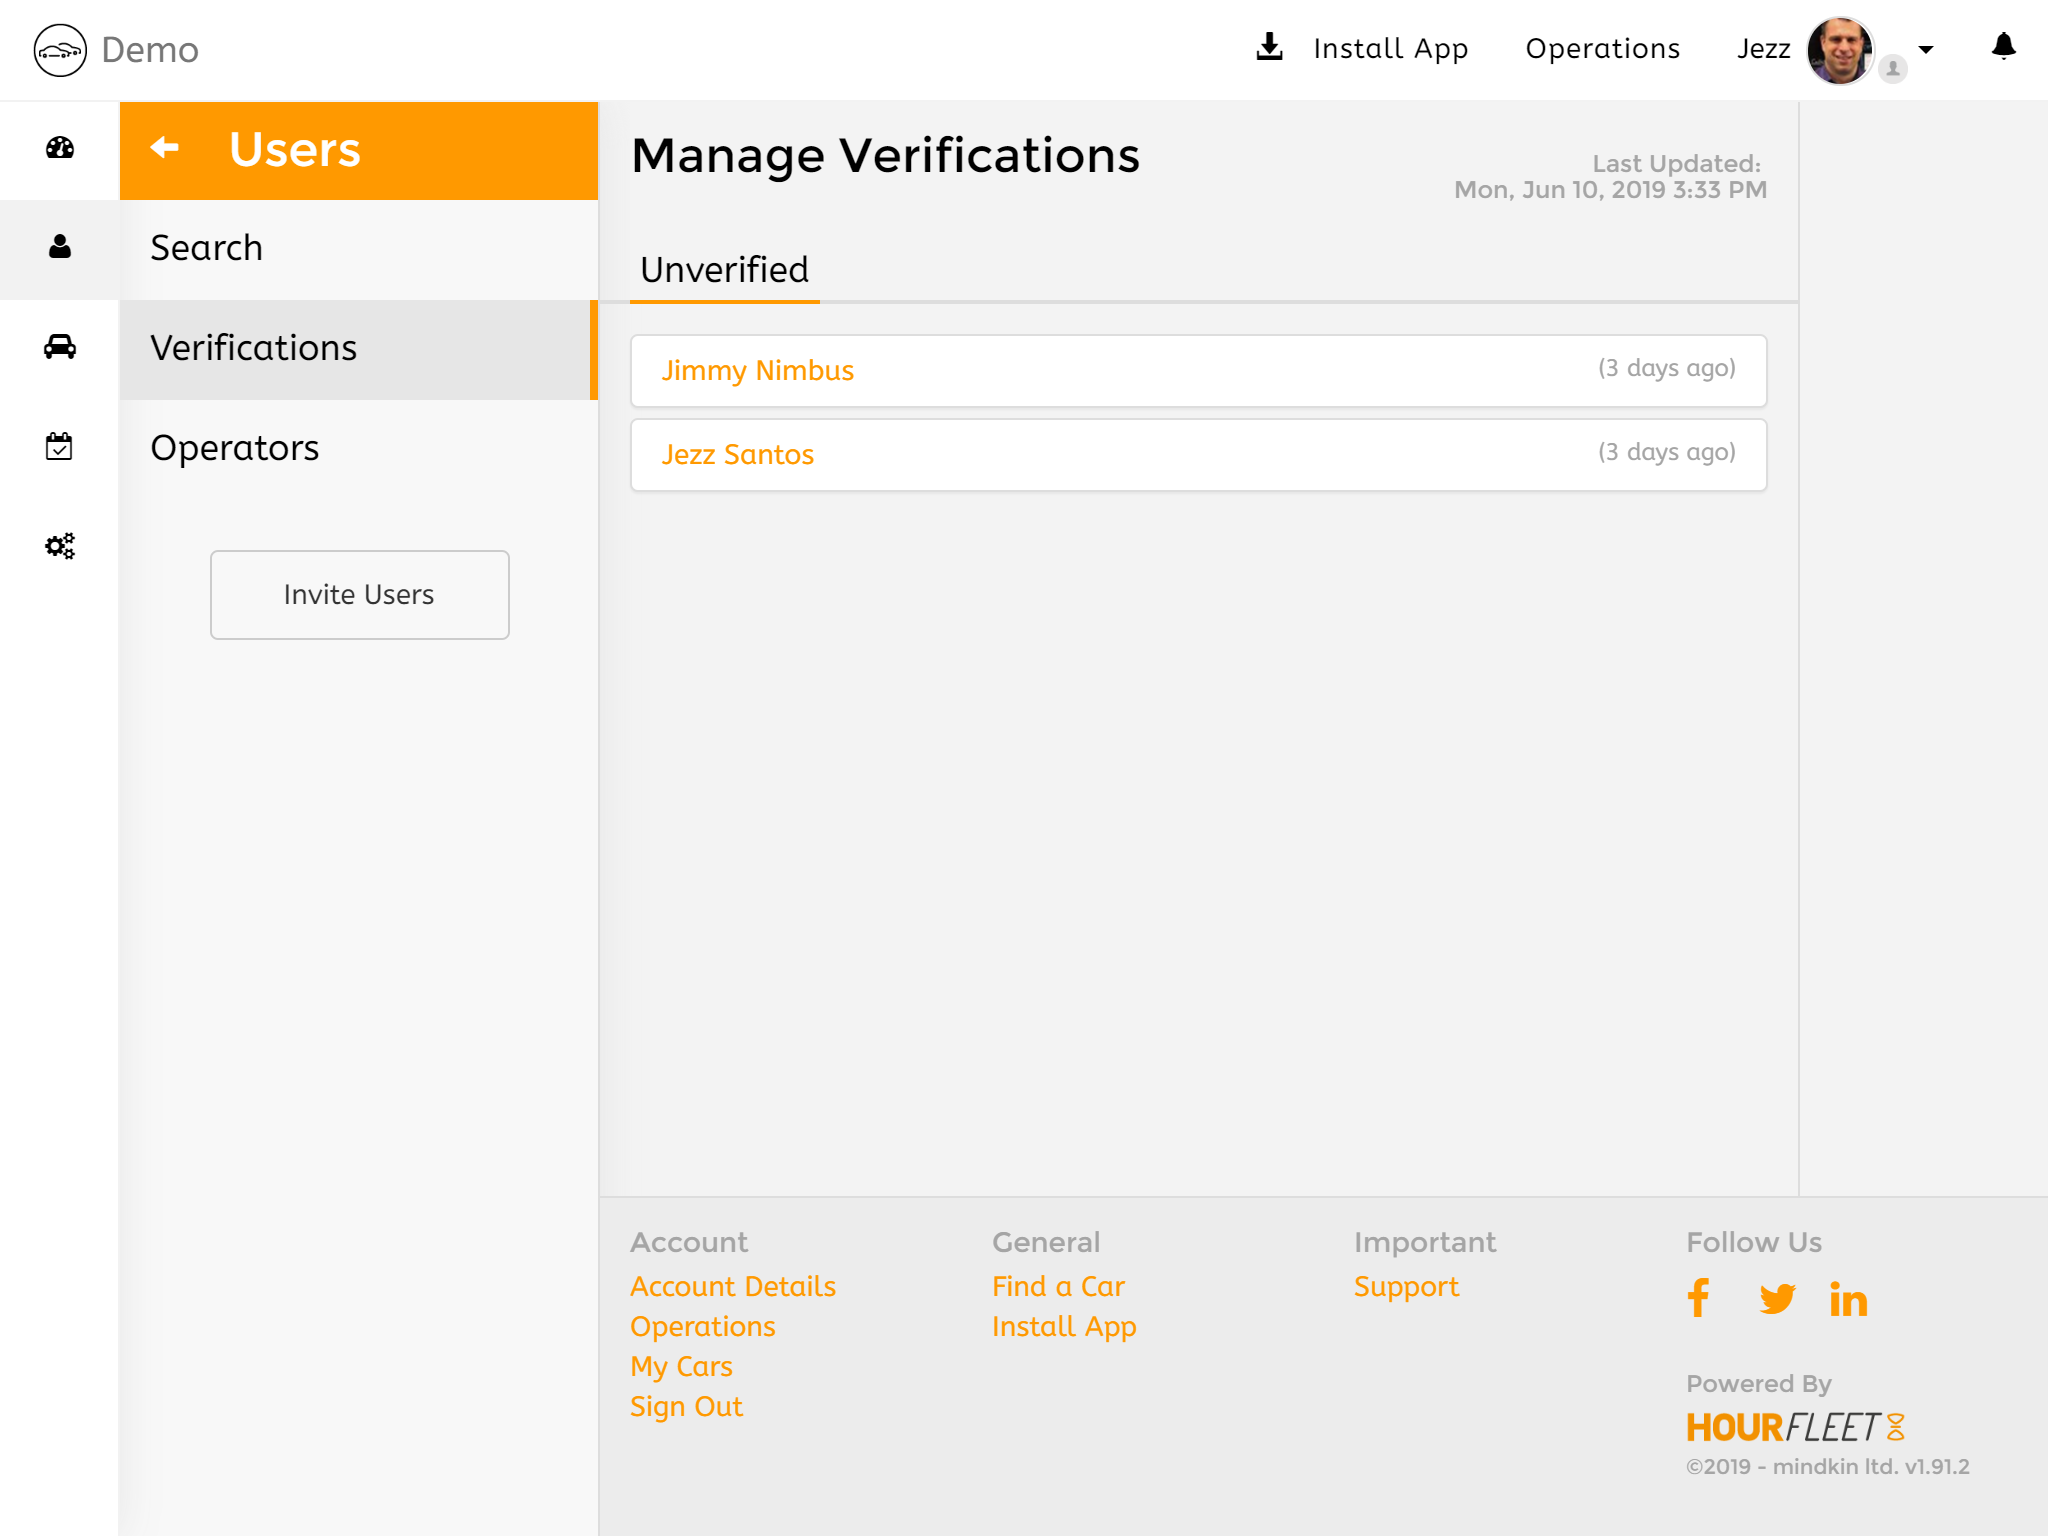 Demo
Install App
Operations
Jezz
Users
Search
Verifications
Operators
Invite Users
Manage Verifications
Last Updated:
Mon, Jun 10, 2019 3:33 PM
Unverified
Jimmy Nimbus
(3 days ago)
Jezz Santos
(3 days ago)
Account
Account Details
Operations
My Cars
Sign Out
General
Find a Car
Install App
Important
Support
Follow Us
Powered By
HOURFLEET
©2019 - mindkin ltd. v1.91.2